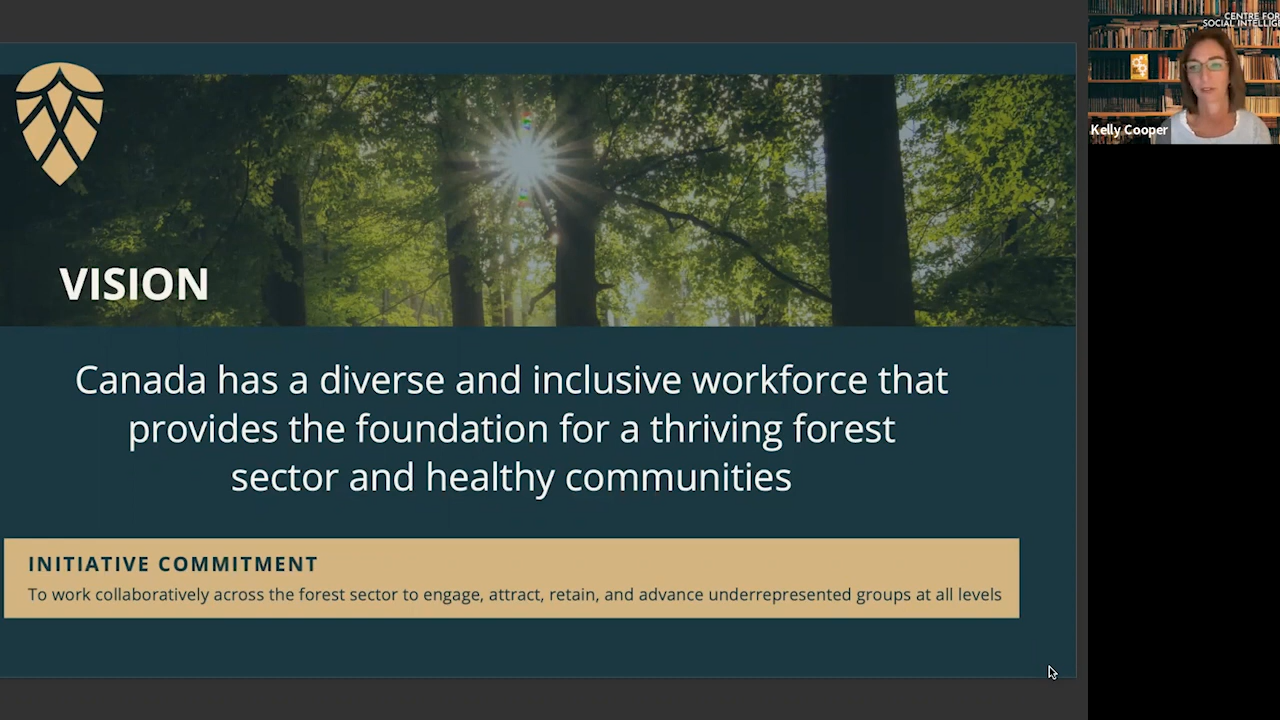 CENTRE FOR
SOCIAL INTELLIGE
Kelly Cooper
VISION
Canada has a diverse and inclusive workforce that
provides the foundation for a thriving forest
sector and healthy communities
INITIATIVE COMMITMENT
To work collaboratively across the forest sector to engage, attract, retain, and advance underrepresented groups at all levels